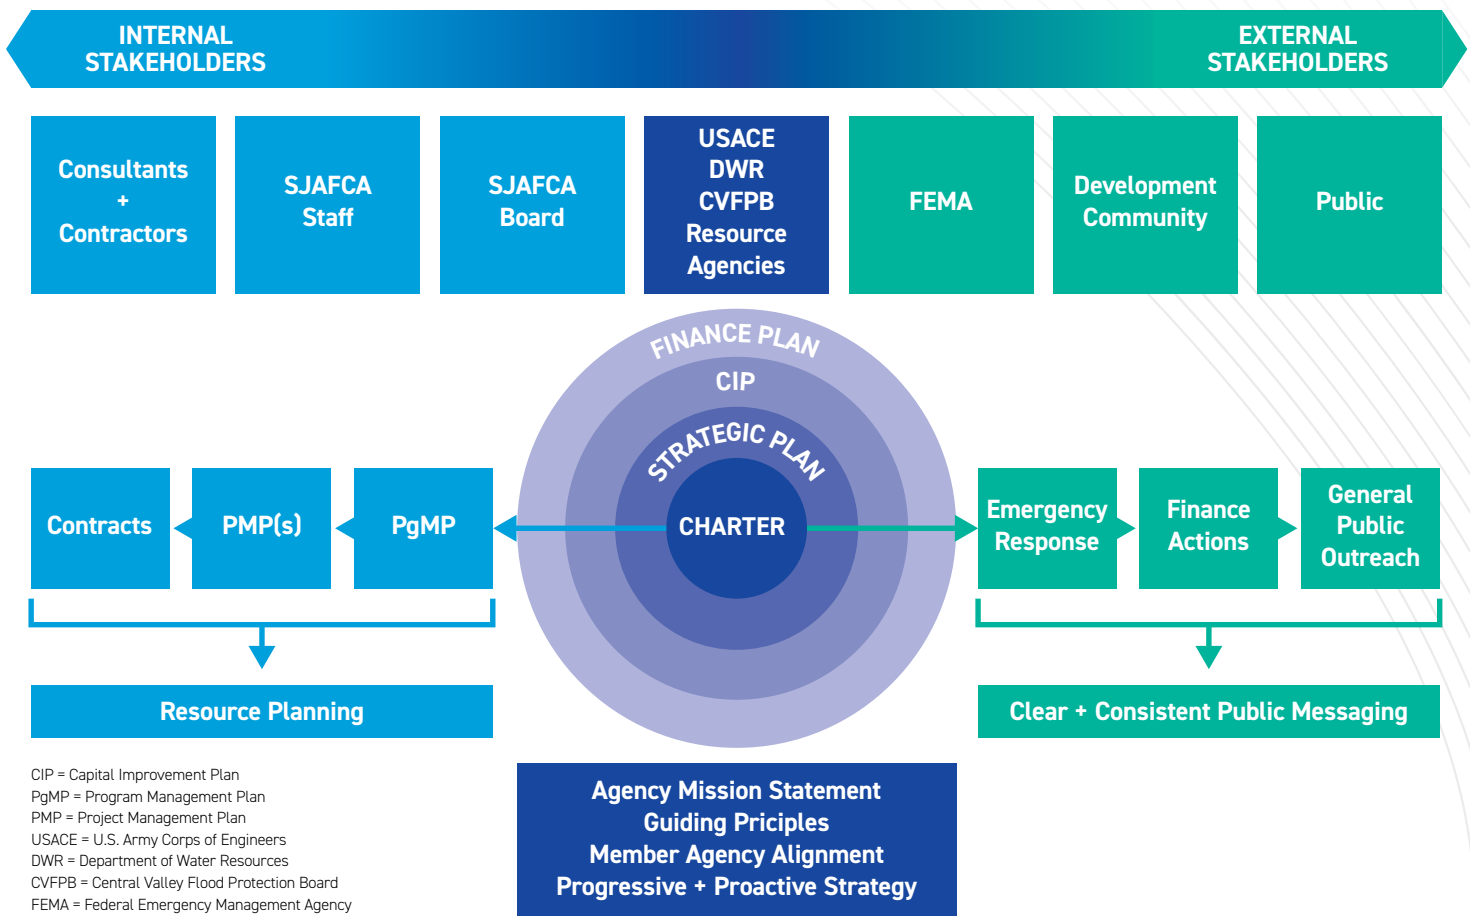 INTERNAL
STAKEHOLDERS
EXTERNAL
STAKEHOLDERS
Consultants
+
Contractors
SJAFCA
Staff
SJAFCA
Board
USACE
DWR
CVFPB
Resource
Agencies
FEMA
Development
Community
Public
FINANCE PLAN
CIP
STRATEGIC PLAN
CHARTER
Contracts
PMP(s)
PgMP
Emergency
Response
Finance
Actions
General
Public
Outreach
Resource Planning
Clear + Consistent Public Messaging
CIP = Capital Improvement Plan
PgMP = Program Management Plan
PMP = Project Management Plan
USACE = U.S. Army Corps of Engineers
DWR = Department of Water Resources
CVFPB = Central Valley Flood Protection Board
FEMA = Federal Emergency Management Agency
Agency Mission Statement
Guiding Priciples
Member Agency Alignment
Progressive + Proactive Strategy